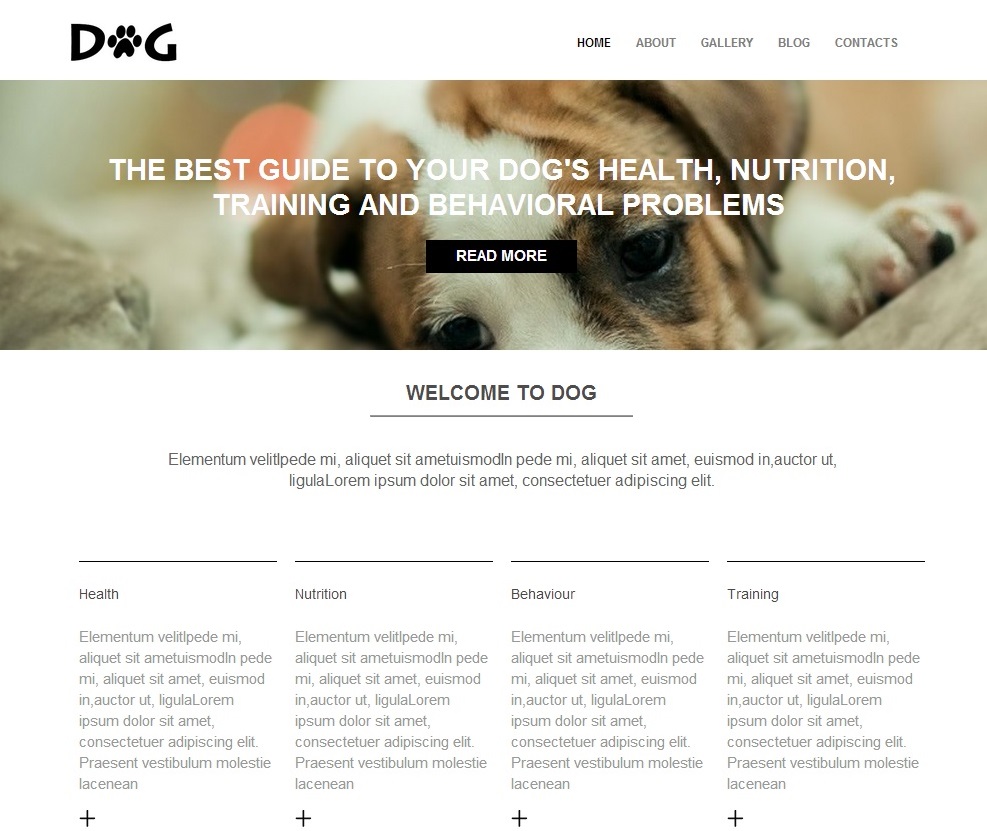 DOG
HOME ABOUT GALLERY BLOG CONTACTS
THE BEST GUIDE TO YOUR DOG'S HEALTH, NUTRITION,
TRAINING AND BEHAVIORAL PROBLEMS
READ MORE
WELCOME TO DOG
Elementum velitlpede mi, aliquet sit ametuismodln pede mi, aliquet sit amet, euismod in,auctor ut,
ligulaLorem ipsum dolor sit amet, consectetuer adipiscing elit.
Health
Elementum velitlpede mi,
aliquet sit ametuismodln pede
mi, aliquet sit amet, euismod
in,auctor ut, ligulaLorem
ipsum dolor sit amet,
consectetuer adipiscing elit.
Praesent vestibulum molestie
lacenean
+
Nutrition
Elementum velitlpede mi,
aliquet sit ametuismodln pede
mi, aliquet sit amet, euismod
in,auctor ut, ligulaLorem
ipsum dolor sit amet,
consectetuer adipiscing elit.
Praesent vestibulum molestie
lacenean
+
Behaviour
Elementum velitlpede mi,
aliquet sit ametuismodln pede
mi, aliquet sit amet, euismod
in,auctor ut, ligulaLorem
ipsum dolor sit amet,
consectetuer adipiscing elit.
Praesent vestibulum molestie
lacenean
+
Training
Elementum velitlpede mi,
aliquet sit ametuismodln pede
mi, aliquet sit amet, euismod
in,auctor ut, ligulaLorem
ipsum dolor sit amet,
consectetuer adipiscing elit.
Praesent vestibulum molestie
lacenean
+